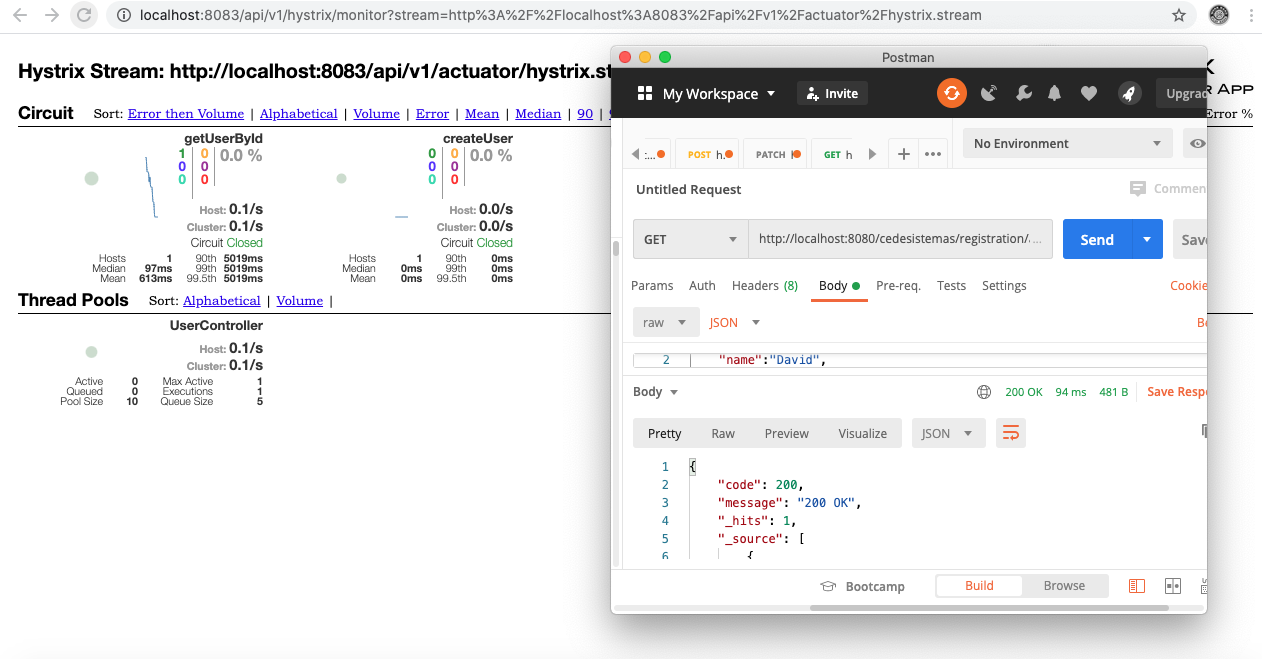 localhost:8083/api/v1/hystrix/monitor?stream=http%3A%2F%2Flocalhost%3A8083%2Fapi%2Fv1%2Factuator%2Fhystrix.stream
Hystrix Stream: http://localhost:8083/api/v1/actuator/hystrix.st
Circuit Sort: Error then Volume | Alphabetical | Volume | Error | Mean | Median | 90 |
Error %
getUserById
1 0 0.0 %
0 0
0 0
Host: 0.1/s
Cluster: 0.1/s
Circuit Closed
Hosts 1 90th 5019ms
Median 97ms 99th 5019ms
Mean 613ms 99.5th 5019ms
createUser
0 0 0.0 %
0 0
0 0
Host: 0.0/s
Cluster: 0.0/s
Circuit Closed
Hosts 1 90th 0ms
Median 0ms 99th 0ms
Mean 0ms 99.5th 0ms
Thread Pools Sort: Alphabetical | Volume |
UserController
Host: 0.1/s
Cluster: 0.1/s
Active 0 Max Active 1
Queued 0 Executions 1
Pool Size 10 Queue Size 5
Postman
My Workspace Invite Upgrad
R APP
:... POST h. PATCH GET h + No Environment
Untitled Request Commen
GET http://localhost:8080/cedesistemas/registration/... Send Save
Params Auth Headers (8) Body Pre-req. Tests Settings Cookie
raw JSON Be
2 "name":"David",
Body 200 OK 94 ms 481 B Save Respo
Pretty Raw Preview Visualize JSON
1 {
2 "code": 200,
3 "message": "200 OK",
4 "_hits": 1,
5 "_source": [
6 {
Bootcamp Build Browse